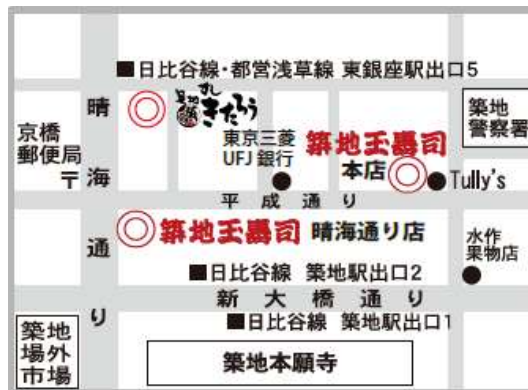 ■日比谷線・都営浅草線 東銀座駅出口5
晴海通り
すし
きたろう
築地
警察署
京橋
郵便局
〒
東京三菱
UFJ 銀行
築地玉壽司
本店
Tully's
平成通り
築地玉壽司 晴海通り店
水作
果物店
■日比谷線 築地駅出口2
新大橋通り
■日比谷線 築地駅出口1
築地
場外
市場
築地本願寺